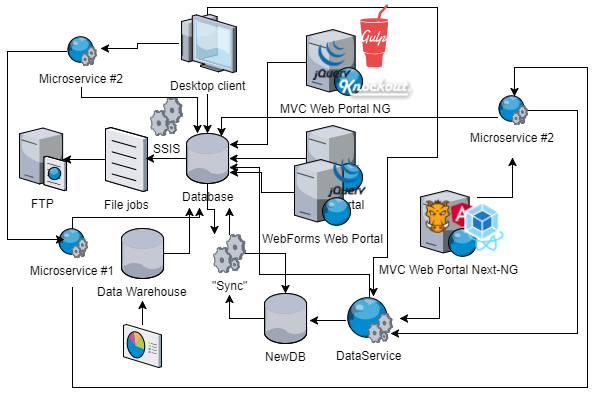 Gulp
jQuery
Knockout.
Microservice #2
Desktop client
MVC Web Portal NG
SSIS
Microservice #2
FTP
File jobs
Database
jQuery
rtal
WebForms Web Portal
A
Microservice #1
Data Warehouse
"Sync"
MVC Web Portal Next-NG
NewDB
DataService